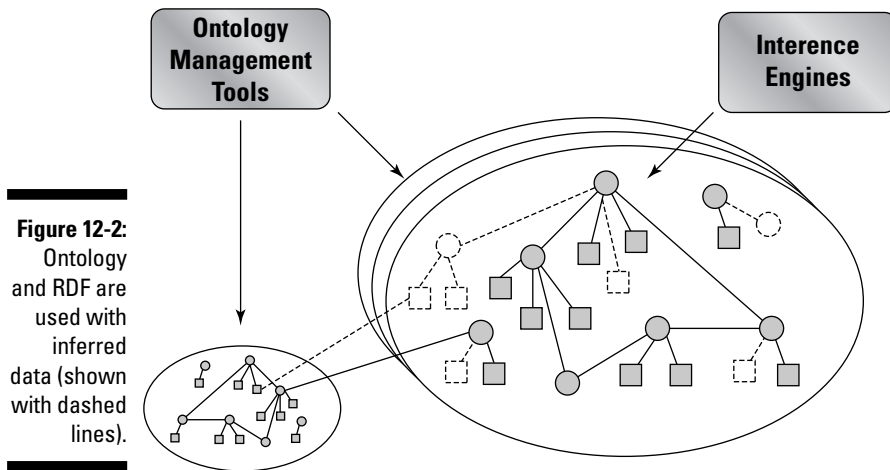 Ontology
Management
Tools
Interence
Engines
Figure 12-2:
Ontology
and RDF are
used with
inferred
data (shown
with dashed
lines).